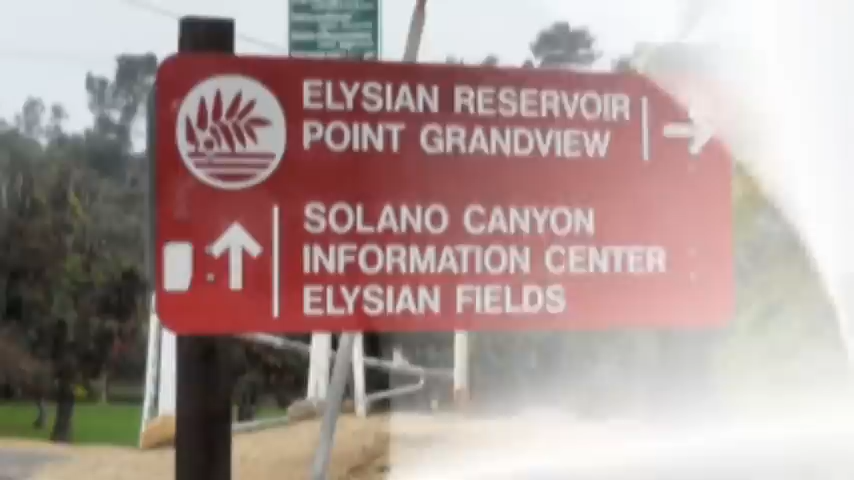 ELYSIAN RESERVOIR
POINT GRANDVIEW
SOLANO CANYON
INFORMATION CENTER
ELYSIAN FIELDS